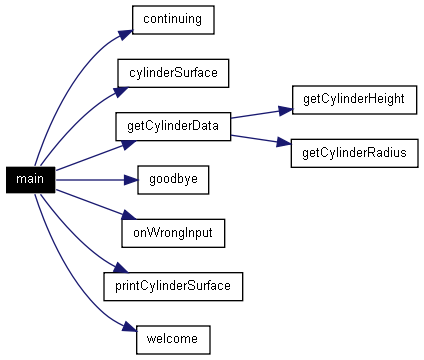 continuing
cylinderSurface
getCylinderHeight
getCylinderData
getCylinderRadius
main
goodbye
onWrongInput
printCylinderSurface
welcome